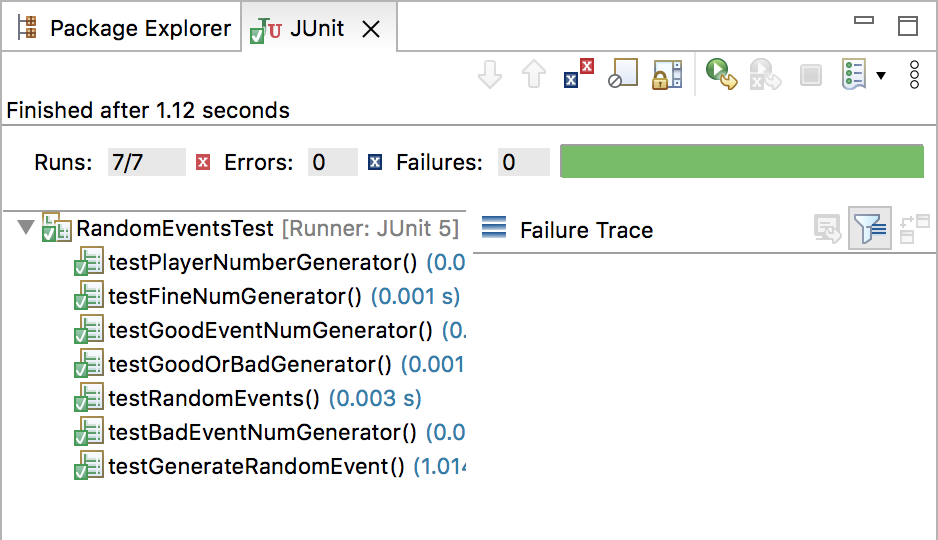 Package Explorer JUnit
Finished after 1.12 seconds
Runs: 7/7 Errors: 0 Failures: 0
RandomEventsTest [Runner: JUnit 5]
Failure Trace
testPlayerNumberGenerator() (0.0
testFineNumGenerator() (0.001 s)
testGoodEventNumGenerator() (0.
testGoodOrBadGenerator() (0.001
testRandomEvents() (0.003 s)
testBadEventNumGenerator() (0.0
testGenerateRandomEvent() (1.014